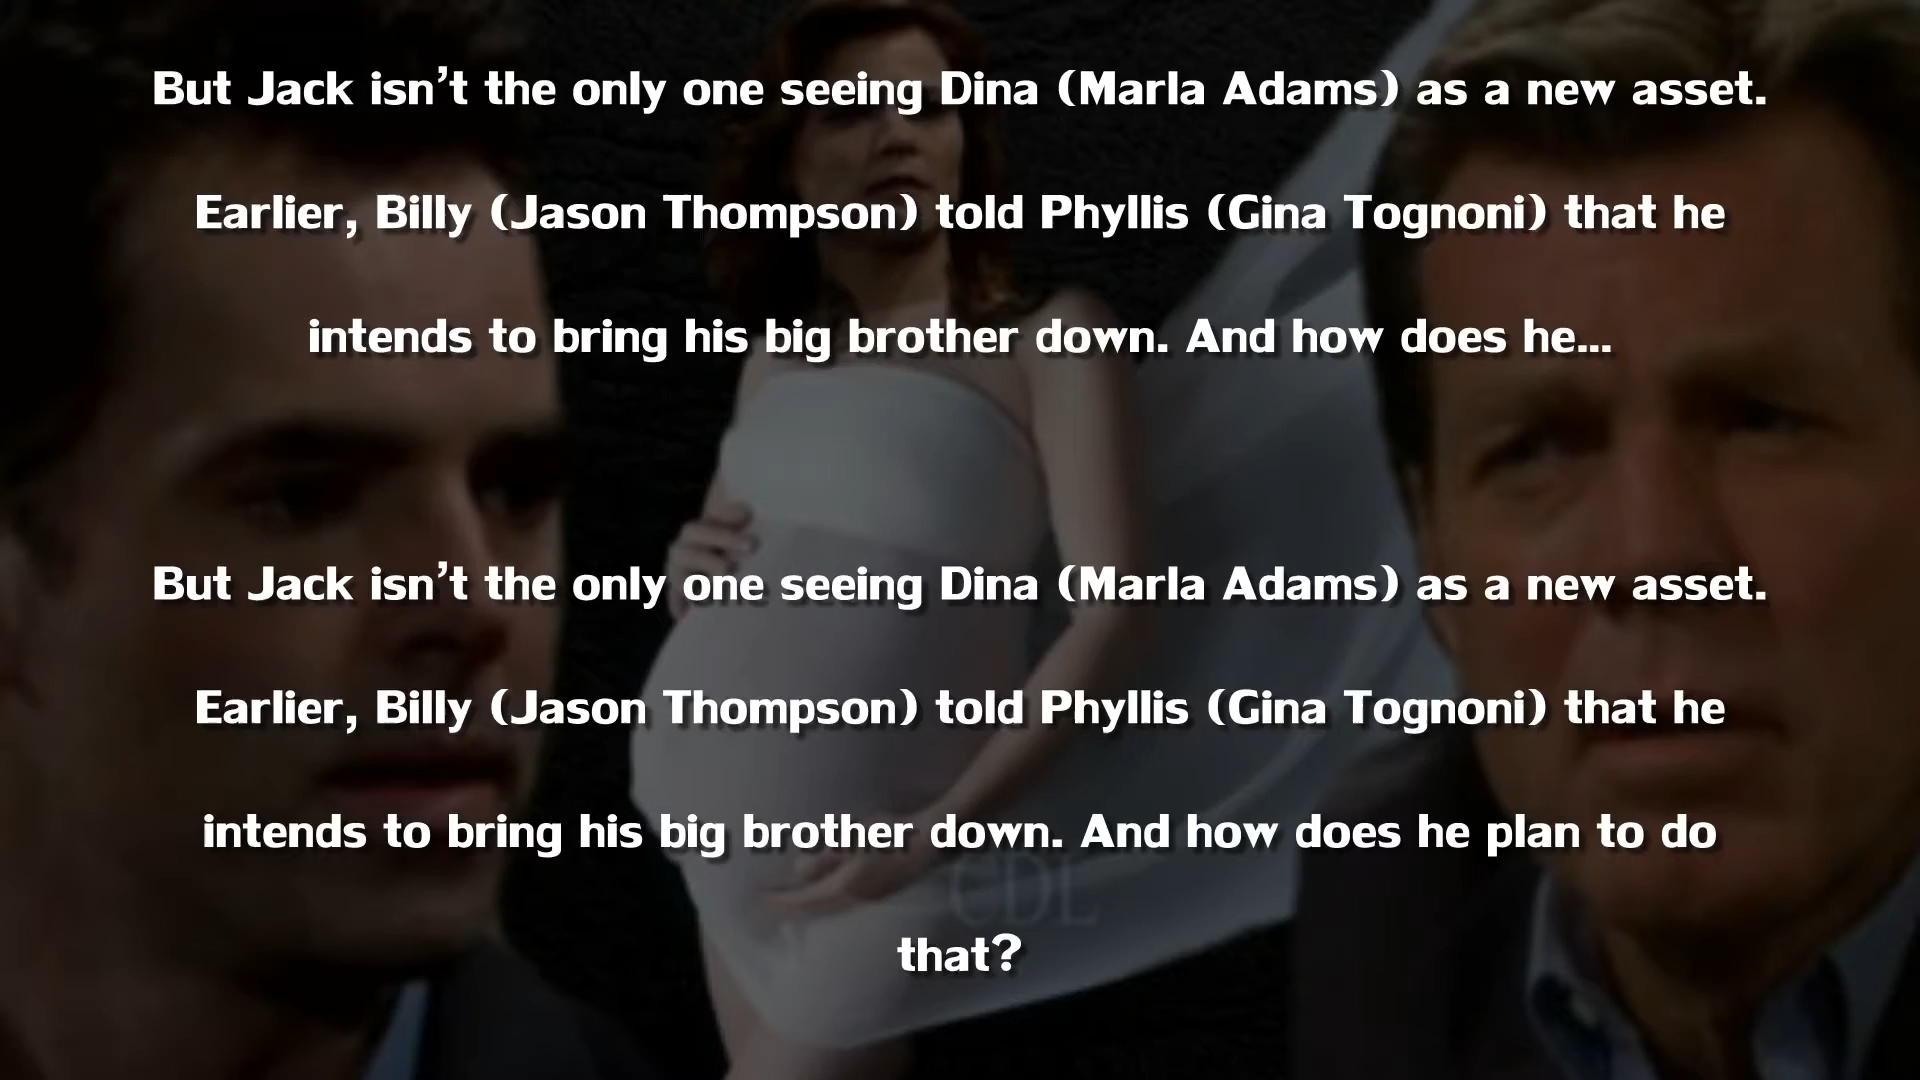 But Jack isn’t the only one seeing Dina (Marla Adams) as a new asset.
Earlier, Billy (Jason Thompson) told Phyllis (Gina Tognoni) that he
intends to bring his big brother down. And how does he...
But Jack isn’t the only one seeing Dina (Marla Adams) as a new asset.
Earlier, Billy (Jason Thompson) told Phyllis (Gina Tognoni) that he
intends to bring his big brother down. And how does he plan to do
CDL
that?